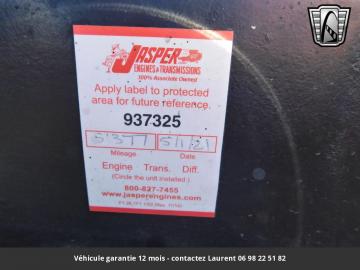 JASPER
ENGINES & TRANSMISSIONS
100% Associate Owned
Apply label to protected
area for future reference.
937325
5/1/21
Mileage Date
Engine Trans. Diff.
(Circle the unit installed.)
800-827-7455
www.jasperengines.com
Véhicule garantie 12 mois - contactez Laurent 06 98 22 51 82